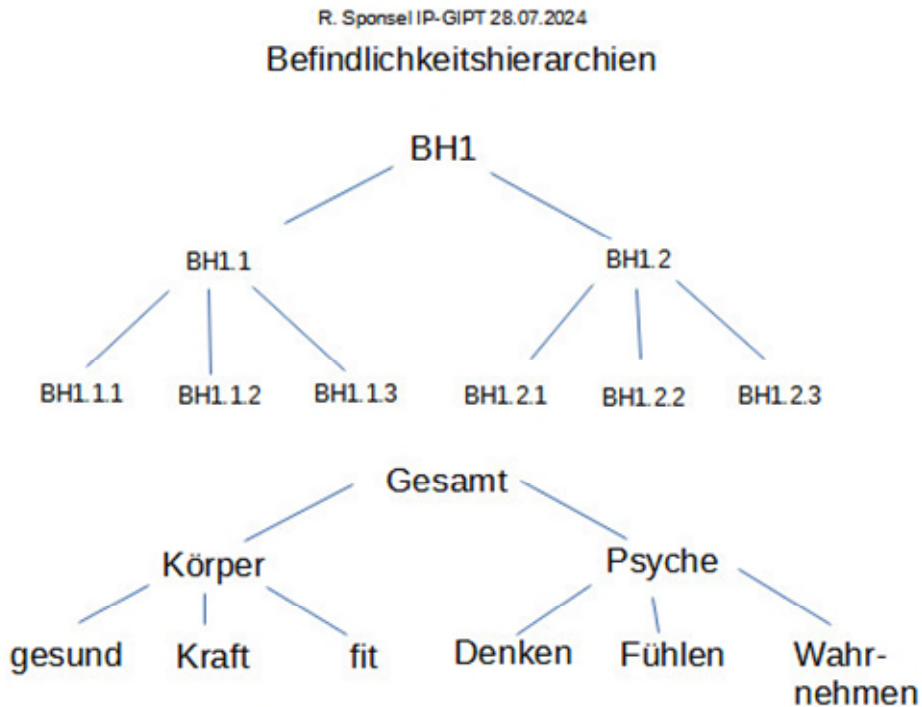 R. Sponsel IP-GIPT 28.07.2024
Befindlichkeitshierarchien
BH1
BH1.1 BH1.2
BH1.1.1 BH1.1.2 BH1.1.3 BH1.2.1 BH1.2.2 BH1.2.3
Gesamt
Körper Psyche
gesund Kraft fit Denken Fühlen Wahr-
nehmen